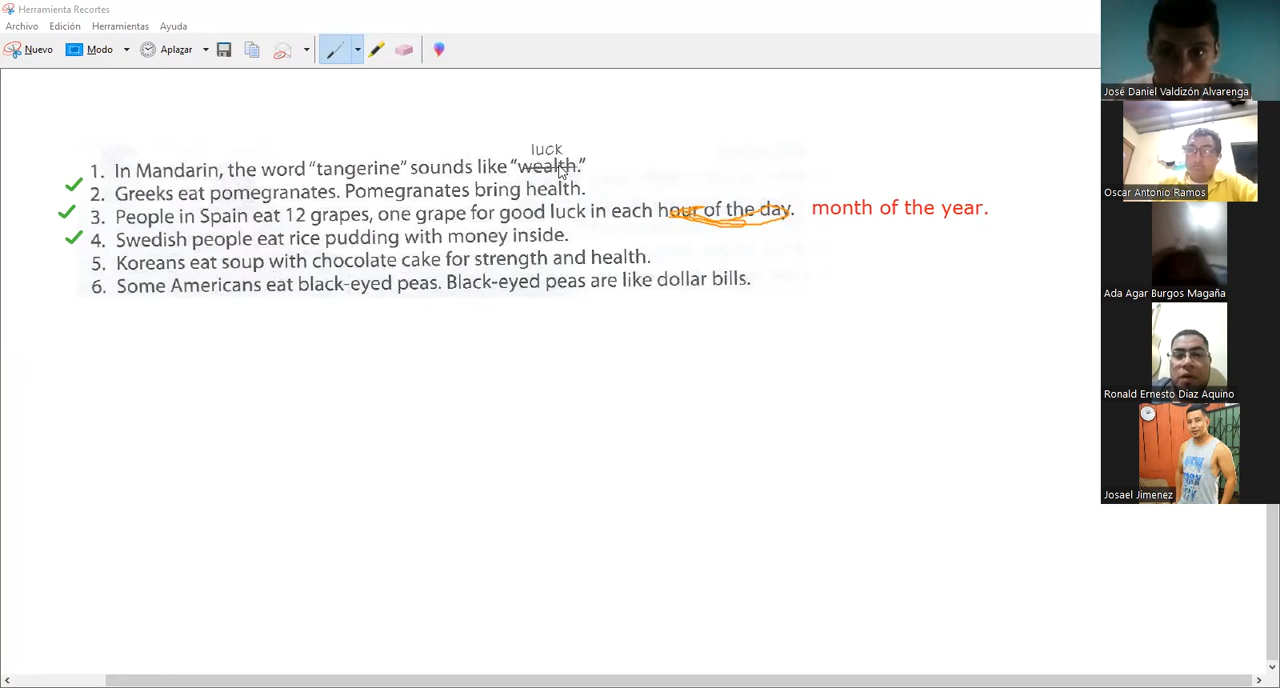 Herramienta Recortes
Archivo Edición Herramientas Ayuda
Nuevo Modo Aplazar
luck
1. In Mandarin, the word “tangerine” sounds like “wealth.”
2. Greeks eat pomegranates. Pomegranates bring health.
3. People in Spain eat 12 grapes, one grape for good luck in each hour of the day. month of the year.
4. Swedish people eat rice pudding with money inside.
5. Koreans eat soup with chocolate cake for strength and health.
6. Some Americans eat black-eyed peas. Black-eyed peas are like dollar bills.
José Daniel Valdizón Alvarenga
Oscar Antonio Ramos
Ada Agar Burgos Magaña
Ronald Ernesto Diaz Aquino
Josael Jimenez